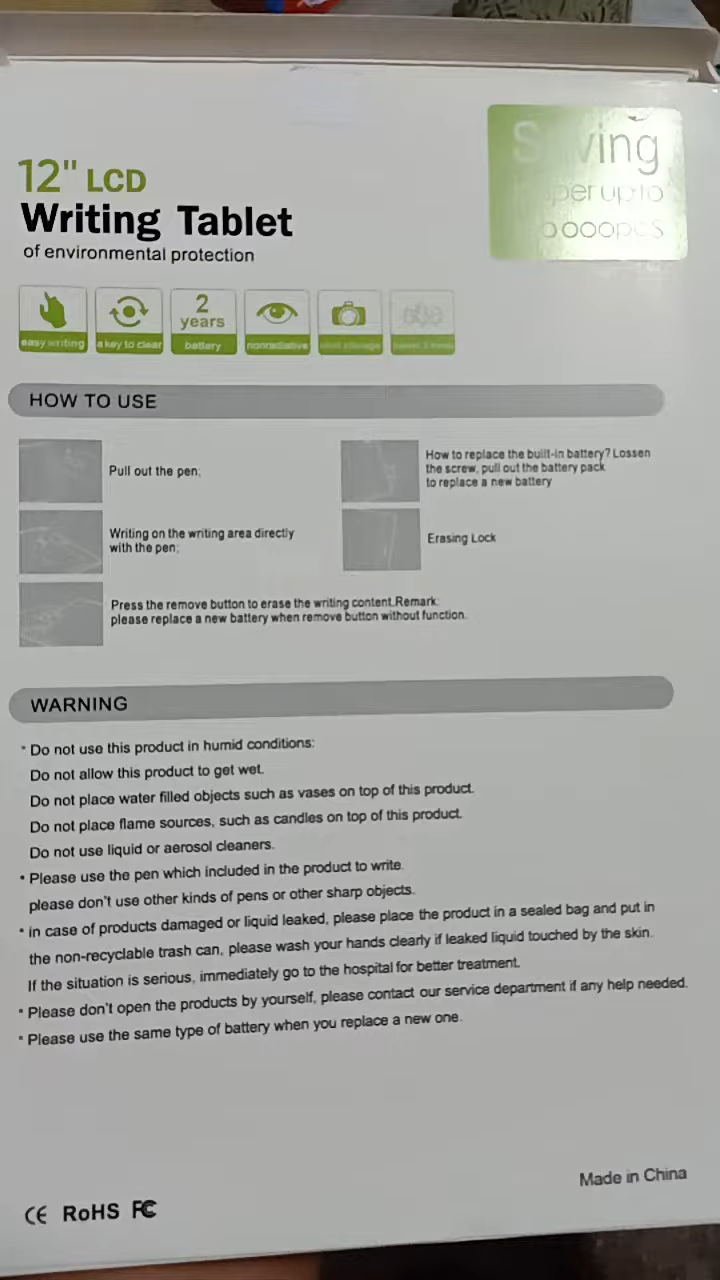 12" LCD
Writing Tablet
of environmental protection
ving
per up to
000pcs
easy writing
a key to clear
2
years
battery
nonradiative
HOW TO USE
Pull out the pen;
How to replace the built-in battery? Lossen
the screw, pull out the battery pack
to replace a new battery
Writing on the writing area directly
with the pen;
Erasing Lock
Press the remove button to erase the writing content.Remark:
please replace a new battery when remove button without function.
WARNING
* Do not use this product in humid conditions:
Do not allow this product to get wet.
Do not place water filled objects such as vases on top of this product.
Do not place flame sources, such as candles on top of this product.
Do not use liquid or aerosol cleaners.
* Please use the pen which included in the product to write.
please don't use other kinds of pens or other sharp objects.
* in case of products damaged or liquid leaked, please place the product in a sealed bag and put in
the non-recyclable trash can, please wash your hands clearly if leaked liquid touched by the skin.
If the situation is serious, immediately go to the hospital for better treatment.
* Please don't open the products by yourself, please contact our service department if any help needed.
* Please use the same type of battery when you replace a new one.
Made in China
CE RoHS FC